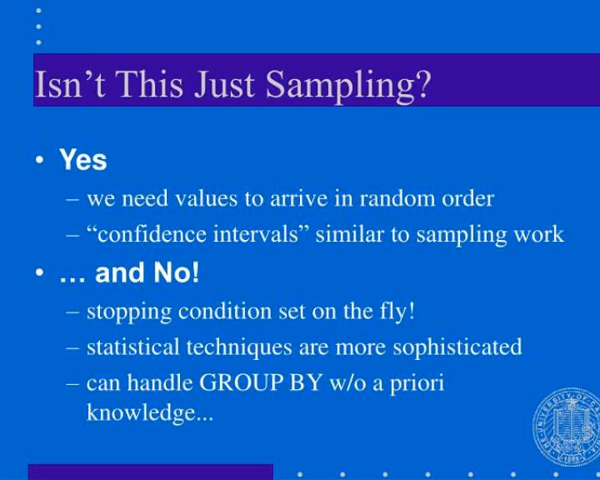 Isn’t This Just Sampling?
• Yes
– we need values to arrive in random order
– “confidence intervals” similar to sampling work
• … and No!
– stopping condition set on the fly!
– statistical techniques are more sophisticated
– can handle GROUP BY w/o a priori
knowledge...